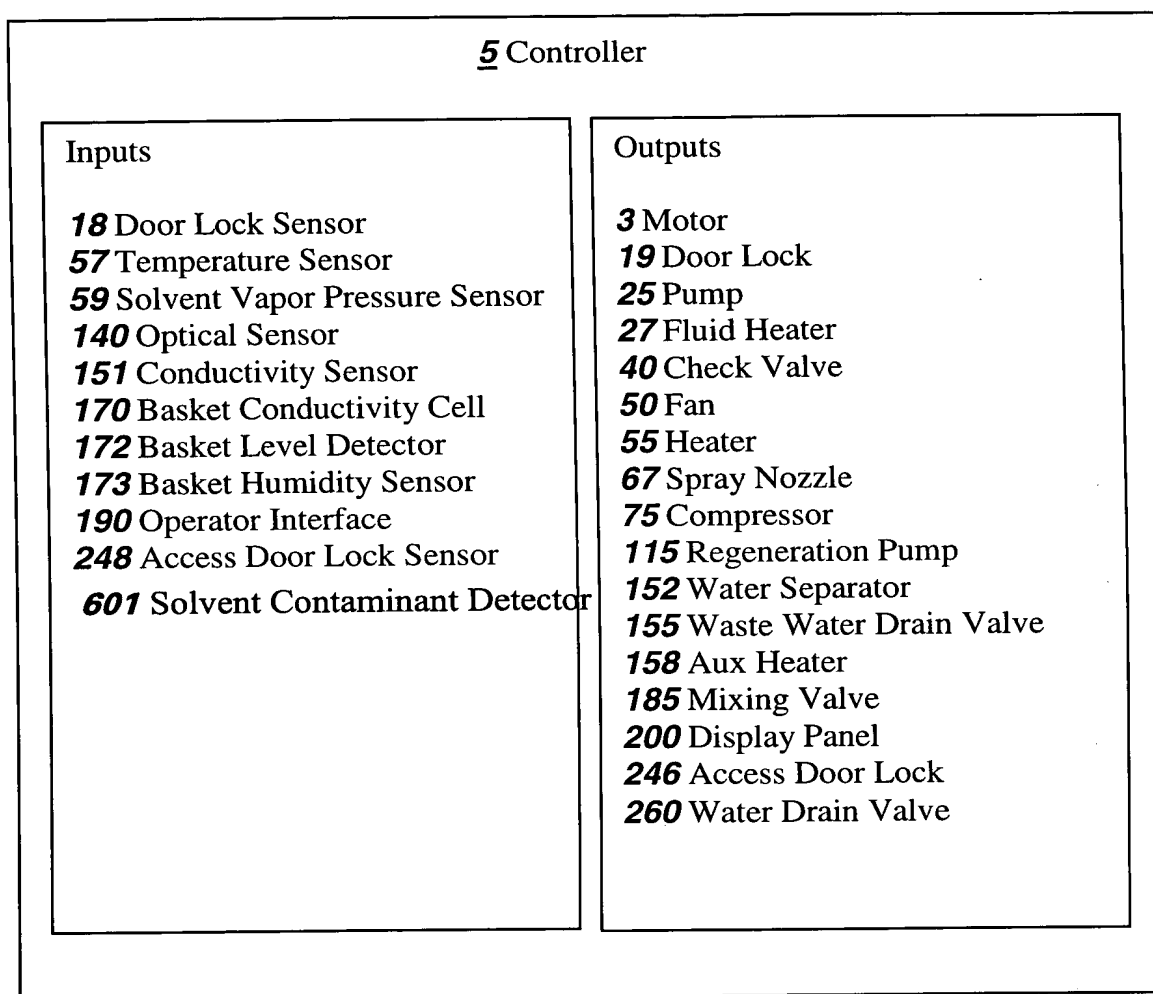 5 Controller
Inputs
18 Door Lock Sensor
57 Temperature Sensor
59 Solvent Vapor Pressure Sensor
140 Optical Sensor
151 Conductivity Sensor
170 Basket Conductivity Cell
172 Basket Level Detector
173 Basket Humidity Sensor
190 Operator Interface
248 Access Door Lock Sensor
601 Solvent Contaminant Detector
Outputs
3 Motor
19 Door Lock
25 Pump
27 Fluid Heater
40 Check Valve
50 Fan
55 Heater
67 Spray Nozzle
75 Compressor
115 Regeneration Pump
152 Water Separator
155 Waste Water Drain Valve
158 Aux Heater
185 Mixing Valve
200 Display Panel
246 Access Door Lock
260 Water Drain Valve